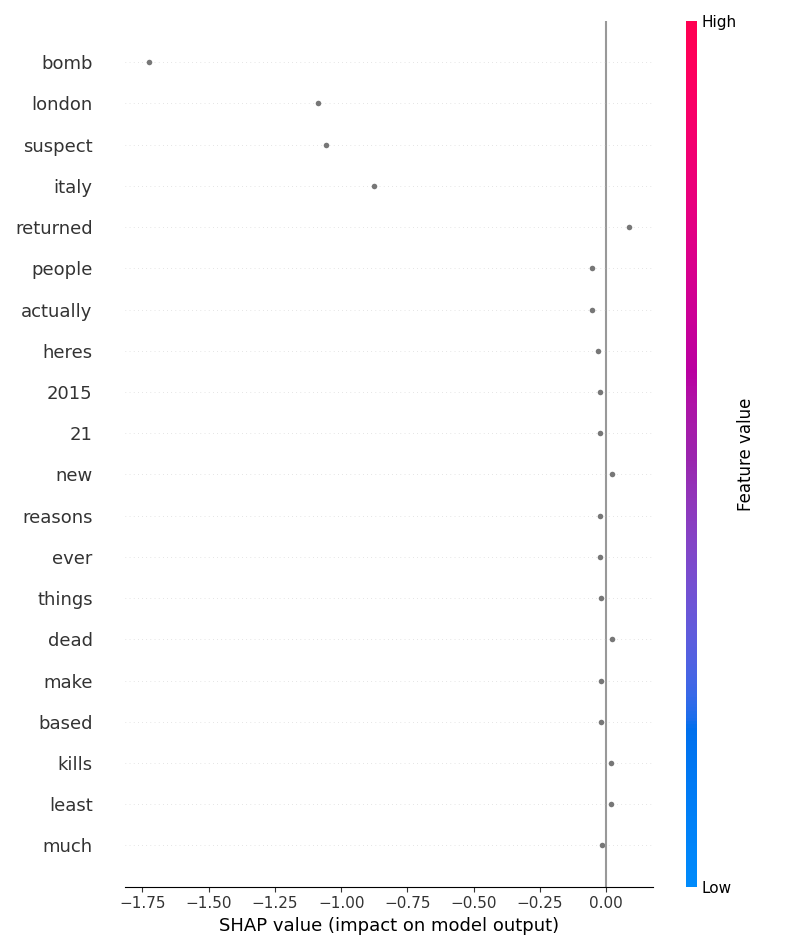 High
bomb
london
suspect
italy
returned
people
actually
heres
2015
21
new
reasons
ever
things
dead
make
based
kills
least
much
Feature value
Low
−1.75 −1.50 −1.25 −1.00 −0.75 −0.50 −0.25 0.00
SHAP value (impact on model output)